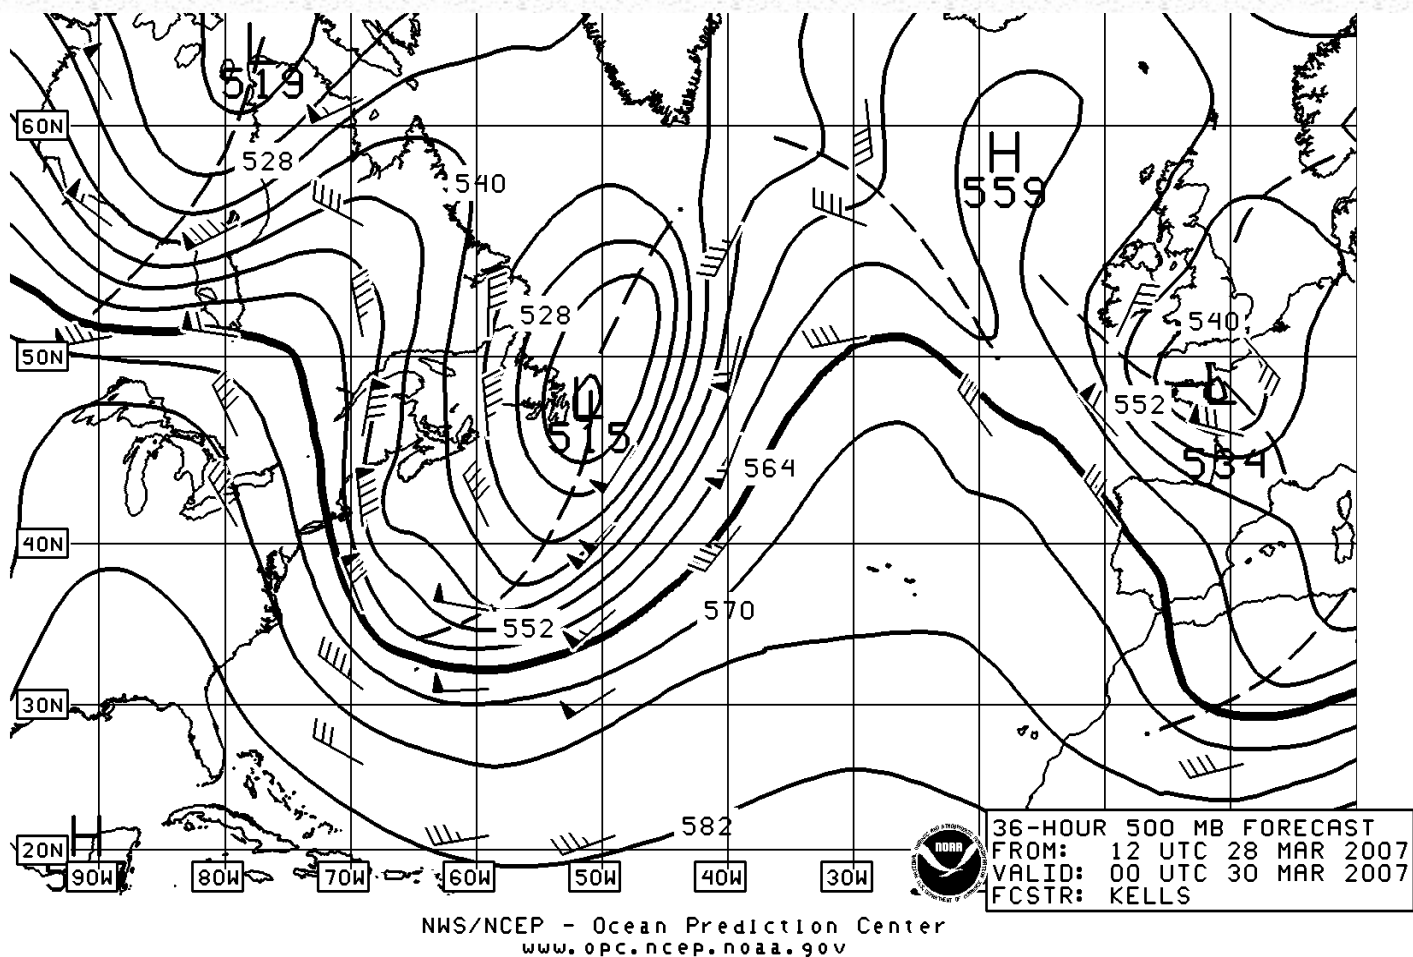 L
519
60N
H
528
540
559
528
540
50N
L
552
L
515
564
534
40N
570
552
30N
582
H
20N
90W 80W 70W 60W 50W 40W 30W
NOAA
36-HOUR 500 MB FORECAST
FROM: 12 UTC 28 MAR 2007
VALID: 00 UTC 30 MAR 2007
FCSTR: KELLS
NWS/NCEP - Ocean Prediction Center
www.opc.ncep.noaa.gov